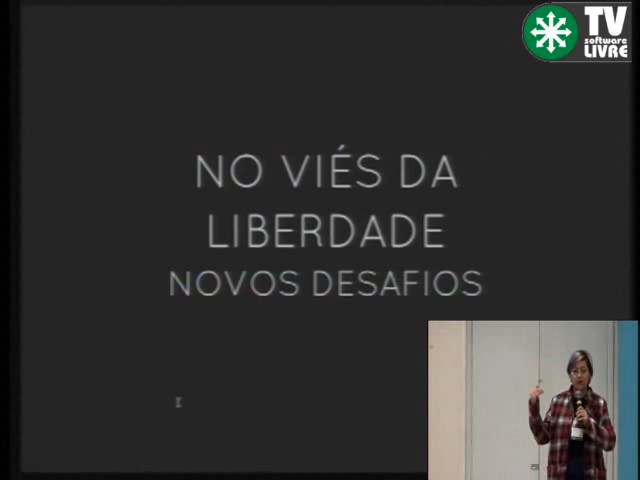 TV
software
LIVRE
NO VIÉS DA
LIBERDADE
NOVOS DESAFIOS